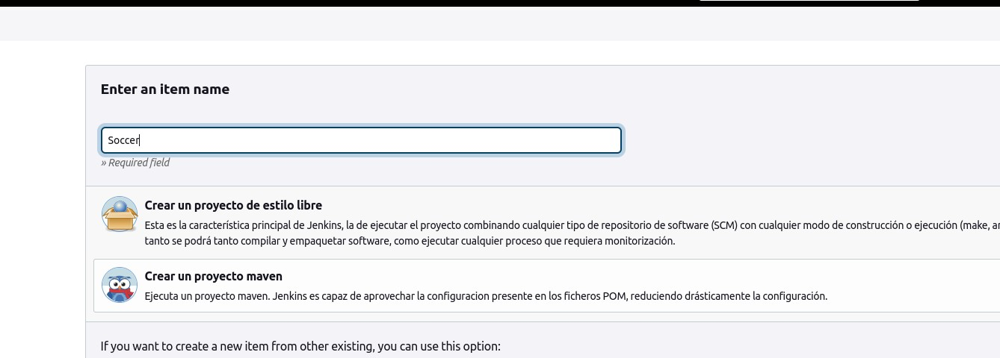 Enter an item name
Soccer
» Required field
Crear un proyecto de estilo libre
Esta es la característica principal de Jenkins, la de ejecutar el proyecto combinando cualquier tipo de repositorio de software (SCM) con cualquier modo de construcción o ejecución (make,
tanto se podrá tanto compilar y empaquetar software, como ejecutar cualquier proceso que requiera monitorización.
Crear un proyecto maven
Ejecuta un proyecto maven. Jenkins es capaz de aprovechar la configuracion presente en los ficheros POM, reduciendo drásticamente la configuración.
If you want to create a new item from other existing, you can use this option: